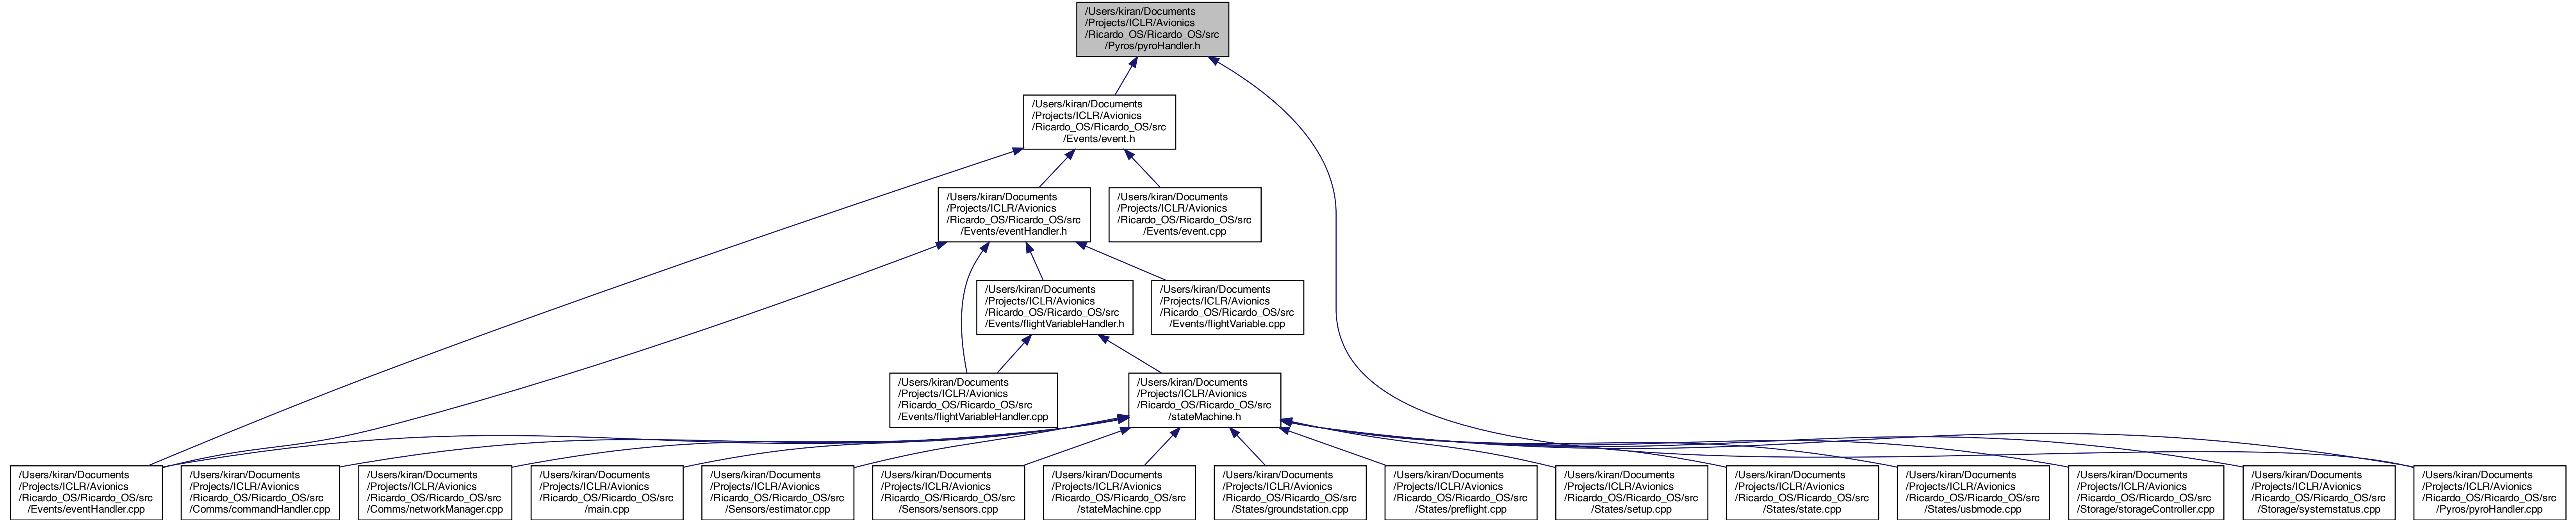 /Users/kiran/Documents
/Projects/ICLR/Avionics
/Ricardo_OS/Ricardo_OS/src
/Pyros/pyroHandler.h
/Users/kiran/Documents
/Projects/ICLR/Avionics
/Ricardo_OS/Ricardo_OS/src
/Events/event.h
/Users/kiran/Documents
/Projects/ICLR/Avionics
/Ricardo_OS/Ricardo_OS/src
/Events/eventHandler.h
/Users/kiran/Documents
/Projects/ICLR/Avionics
/Ricardo_OS/Ricardo_OS/src
/Events/event.cpp
/Users/kiran/Documents
/Projects/ICLR/Avionics
/Ricardo_OS/Ricardo_OS/src
/Events/flightVariableHandler.h
/Users/kiran/Documents
/Projects/ICLR/Avionics
/Ricardo_OS/Ricardo_OS/src
/Events/flightVariable.cpp
/Users/kiran/Documents
/Projects/ICLR/Avionics
/Ricardo_OS/Ricardo_OS/src
/Events/flightVariableHandler.cpp
/Users/kiran/Documents
/Projects/ICLR/Avionics
/Ricardo_OS/Ricardo_OS/src
/stateMachine.h
/Users/kiran/Documents
/Projects/ICLR/Avionics
/Ricardo_OS/Ricardo_OS/src
/Events/eventHandler.cpp
/Users/kiran/Documents
/Projects/ICLR/Avionics
/Ricardo_OS/Ricardo_OS/src
/Comms/commandHandler.cpp
/Users/kiran/Documents
/Projects/ICLR/Avionics
/Ricardo_OS/Ricardo_OS/src
/Comms/networkManager.cpp
/Users/kiran/Documents
/Projects/ICLR/Avionics
/Ricardo_OS/Ricardo_OS/src
/main.cpp
/Users/kiran/Documents
/Projects/ICLR/Avionics
/Ricardo_OS/Ricardo_OS/src
/Sensors/estimator.cpp
/Users/kiran/Documents
/Projects/ICLR/Avionics
/Ricardo_OS/Ricardo_OS/src
/Sensors/sensors.cpp
/Users/kiran/Documents
/Projects/ICLR/Avionics
/Ricardo_OS/Ricardo_OS/src
/stateMachine.cpp
/Users/kiran/Documents
/Projects/ICLR/Avionics
/Ricardo_OS/Ricardo_OS/src
/States/groundstation.cpp
/Users/kiran/Documents
/Projects/ICLR/Avionics
/Ricardo_OS/Ricardo_OS/src
/States/preflight.cpp
/Users/kiran/Documents
/Projects/ICLR/Avionics
/Ricardo_OS/Ricardo_OS/src
/States/setup.cpp
/Users/kiran/Documents
/Projects/ICLR/Avionics
/Ricardo_OS/Ricardo_OS/src
/States/state.cpp
/Users/kiran/Documents
/Projects/ICLR/Avionics
/Ricardo_OS/Ricardo_OS/src
/States/usbmode.cpp
/Users/kiran/Documents
/Projects/ICLR/Avionics
/Ricardo_OS/Ricardo_OS/src
/Storage/storageController.cpp
/Users/kiran/Documents
/Projects/ICLR/Avionics
/Ricardo_OS/Ricardo_OS/src
/Storage/systemstatus.cpp
/Users/kiran/Documents
/Projects/ICLR/Avionics
/Ricardo_OS/Ricardo_OS/src
/Pyros/pyroHandler.cpp